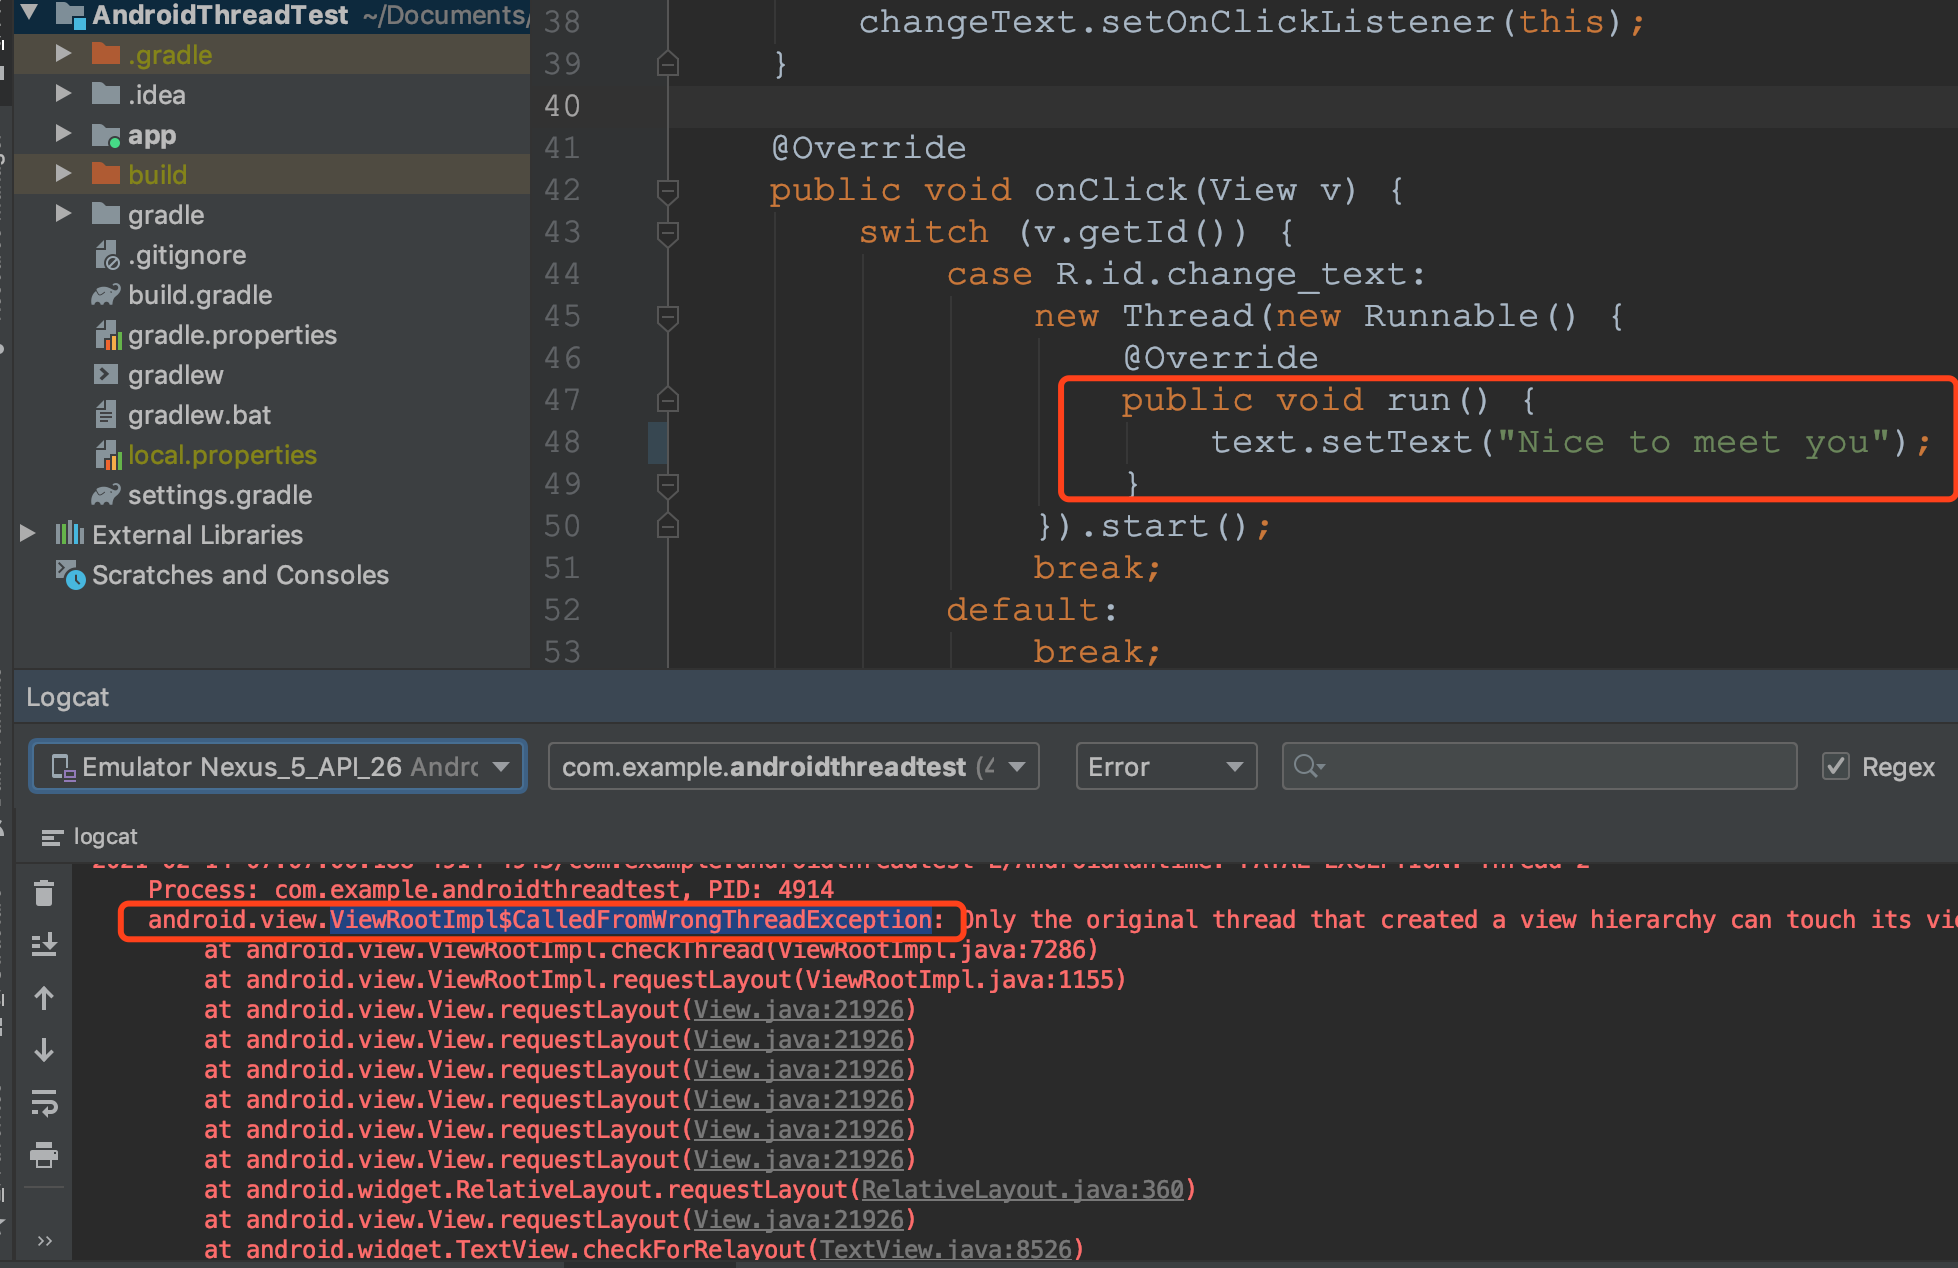 AndroidThreadTest ~/Documents/
.gradle
.idea
app
build
gradle
.gitignore
build.gradle
gradle.properties
gradlew
gradlew.bat
local.properties
settings.gradle
External Libraries
Scratches and Consoles
38 changeText.setOnClickListener(this);
39 }
40
41 @Override
42 public void onClick(View v) {
43 switch (v.getId()) {
44 case R.id.change_text:
45 new Thread(new Runnable() {
46 @Override
47 public void run() {
48 text.setText("Nice to meet you");
49 }
50 }).start();
51 break;
52 default:
53 break;
Logcat
Emulator Nexus_5_API_26 Andro com.example.androidthreadtest (4 Error Regex
logcat
Process: com.example.androidthreadtest, PID: 4914
android.view.ViewRootImpl$CalledFromWrongThreadException: Only the original thread that created a view hierarchy can touch its
at android.view.ViewRootImpl.checkThread(ViewRootImpl.java:7286)
at android.view.ViewRootImpl.requestLayout(ViewRootImpl.java:1155)
at android.view.View.requestLayout(View.java:21926)
at android.view.View.requestLayout(View.java:21926)
at android.view.View.requestLayout(View.java:21926)
at android.view.View.requestLayout(View.java:21926)
at android.view.View.requestLayout(View.java:21926)
at android.view.View.requestLayout(View.java:21926)
at android.widget.RelativeLayout.requestLayout(RelativeLayout.java:360)
at android.view.View.requestLayout(View.java:21926)
at android.widget.TextView.checkForRelayout(TextView.java:8526)